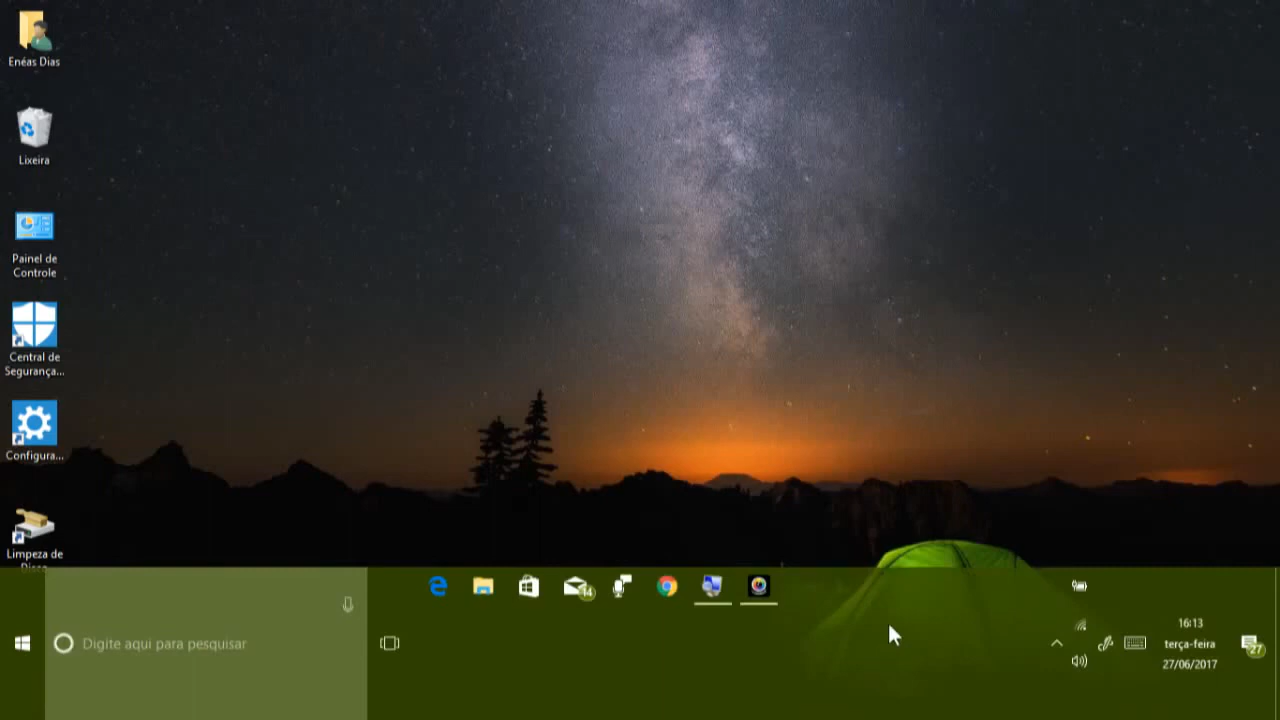 Enéas Dias
Lixeira
Painel de
Controle
Central de
Segurança...
Configura...
Limpeza de
14
Digite aqui para pesquisar
16:13
terça-feira
27/06/2017
27